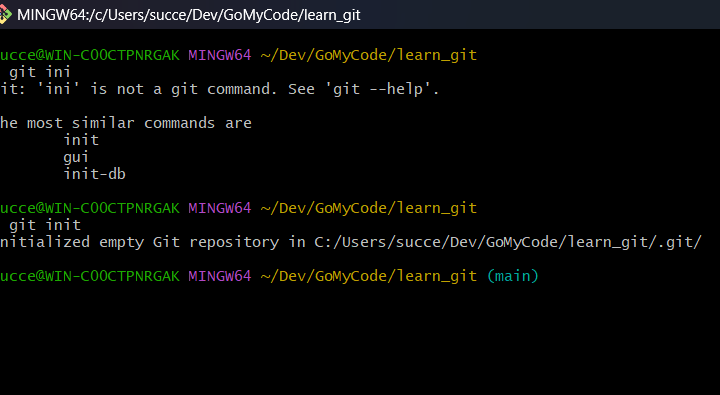 MINGW64:/c/Users/succe/Dev/GoMyCode/learn_git
ucce@WIN-COOCTPNRGAK MINGW64 ~/Dev/GoMyCode/learn_git
git ini
it: 'ini' is not a git command. See 'git --help'.
he most similar commands are
init
gui
init-db
ucce@WIN-COOCTPNRGAK MINGW64 ~/Dev/GoMyCode/learn_git
git init
nitialized empty Git repository in C:/Users/succe/Dev/GoMyCode/learn_git/.git/
ucce@WIN-COOCTPNRGAK MINGW64 ~/Dev/GoMyCode/learn_git (main)